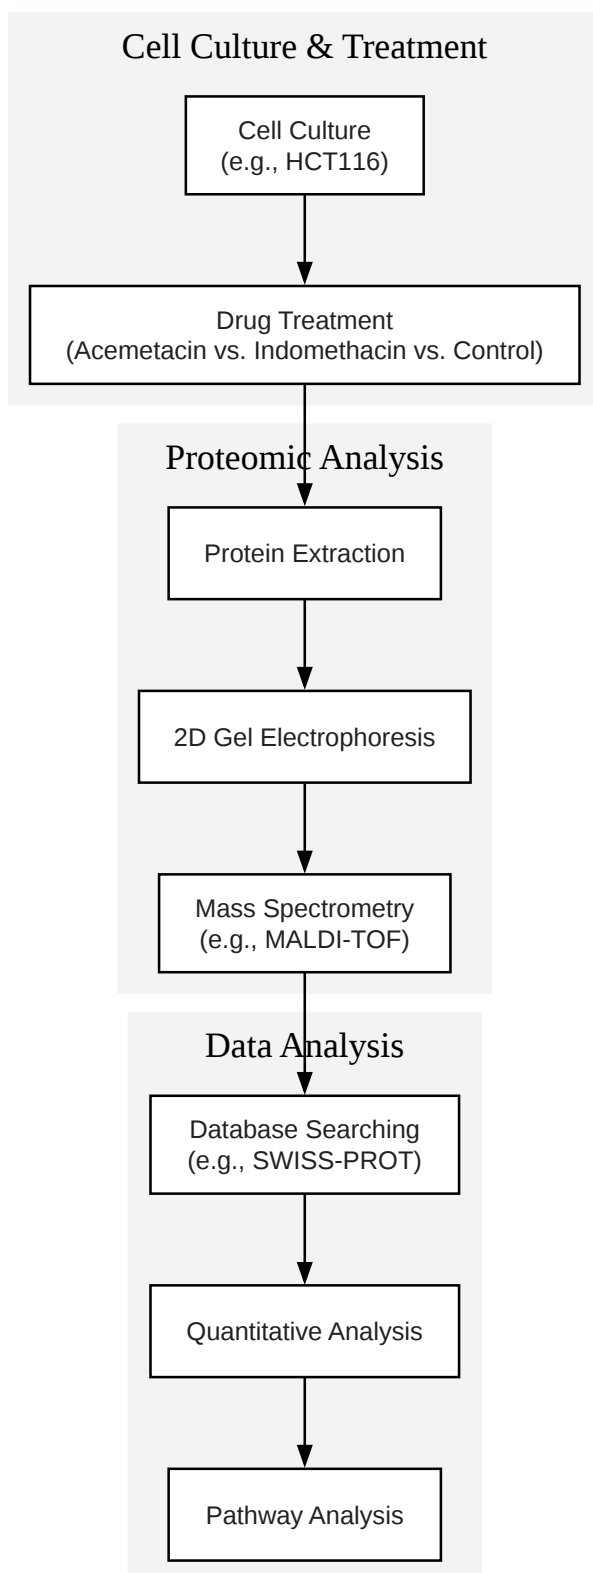 Cell Culture & Treatment
Cell Culture
(e.g., HCT116)
Drug Treatment
(Acemetacin vs. Indomethacin vs. Control)
Proteomic Analysis
Protein Extraction
2D Gel Electrophoresis
Mass Spectrometry
(e.g., MALDI-TOF)
Data Analysis
Database Searching
(e.g., SWISS-PROT)
Quantitative Analysis
Pathway Analysis